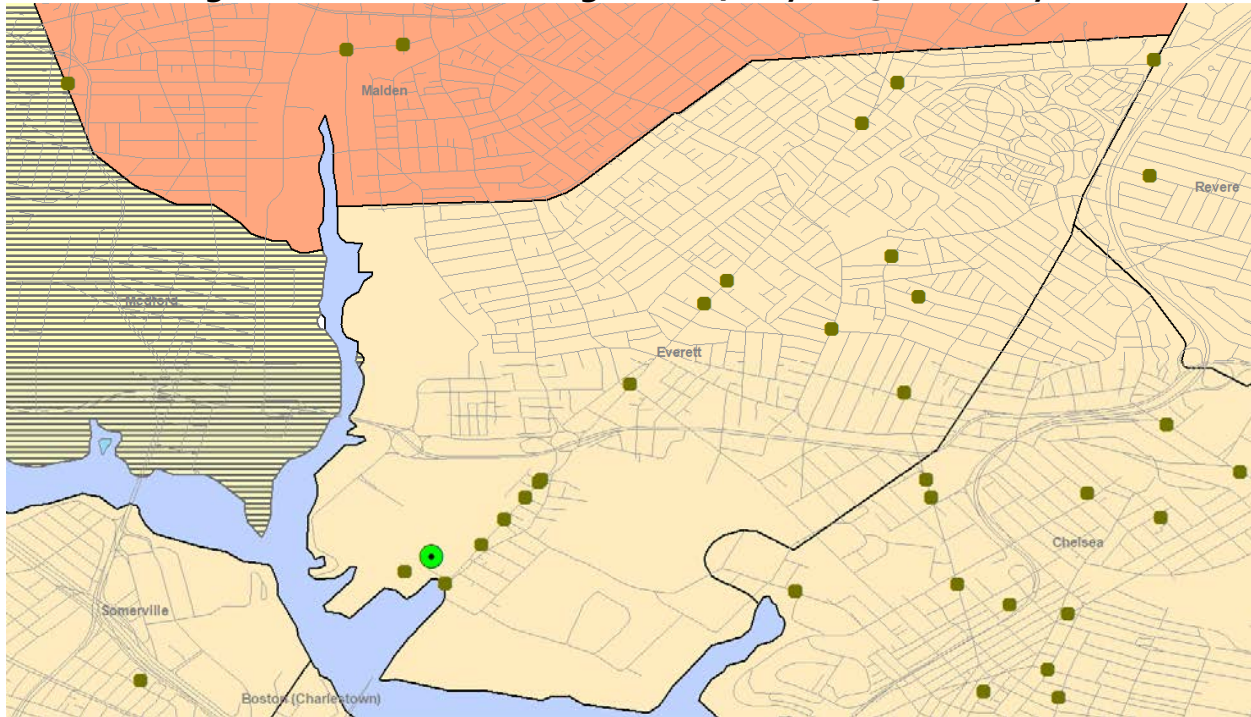 Malden
Revere
Medford
Everett
Chelsea
Somerville
Boston (Charlestown)